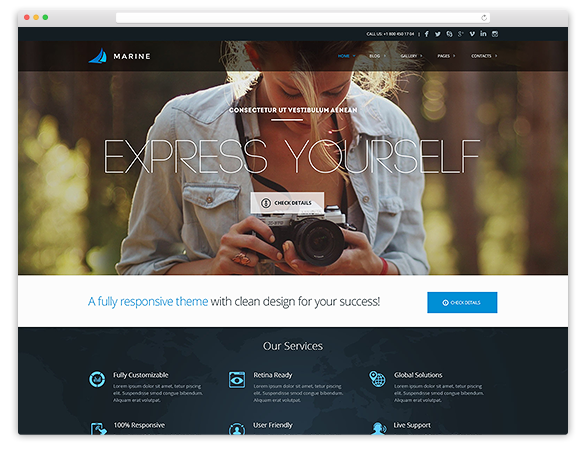 CALL US: +1 800 450 17 04 |
MARINE
HOME BLOG GALLERY PAGES CONTACTS
CONSECTETUR UT VESTIBULUM AENEAN
EXPRESS YOURSELF
CHECK DETAILS
A fully responsive theme with clean design for your success!
CHECK DETAILS
Our Services
Fully Customizable
Lorem ipsum dolor sit amet, tetur piscing
elit. Suspendisse smod congue bibendum.
Aliquam erat volutpat.
Retina Ready
Lorem ipsum dolor sit amet, tetur piscing
elit. Suspendisse smod congue bibendum.
Aliquam erat volutpat.
Global Solutions
Lorem ipsum dolor sit amet, tetur piscing
elit. Suspendisse smod congue bibendum.
Aliquam erat volutpat.
100% Responsive
User Friendly
Live Support